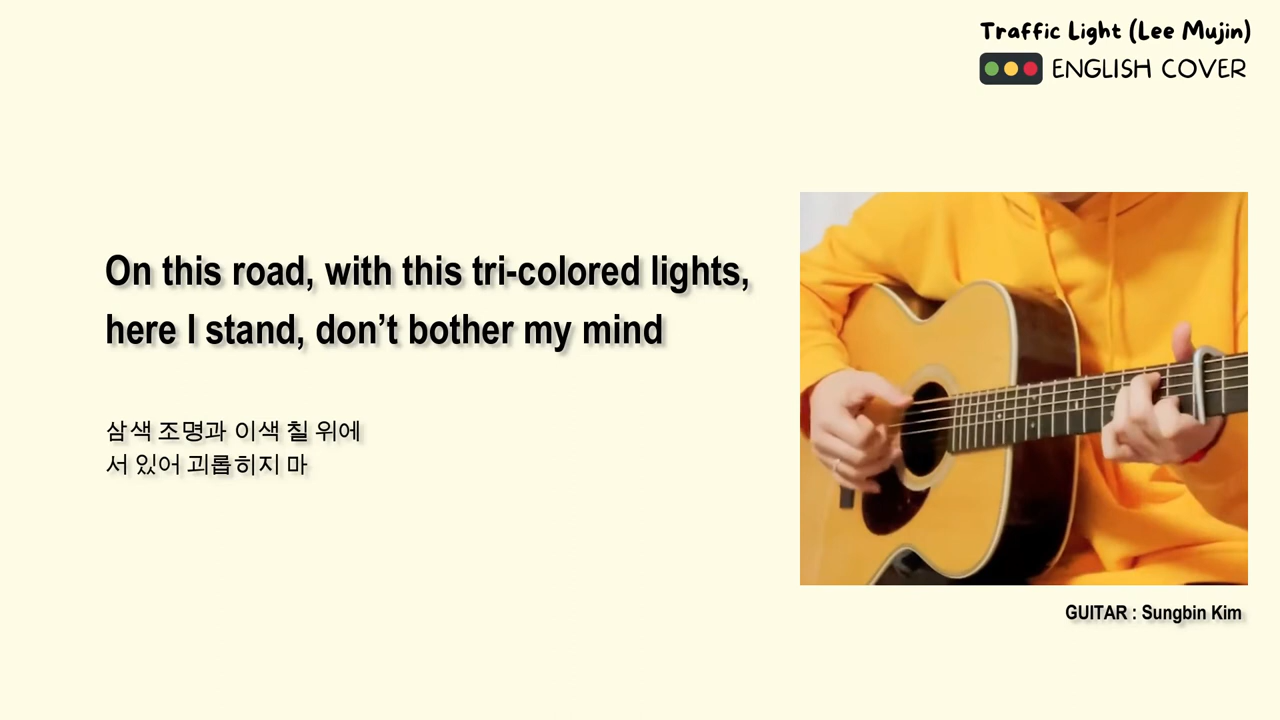 Traffic Light (Lee Mujin)
ENGLISH COVER
On this road, with this tri-colored lights,
here I stand, don’t bother my mind
삼색 조명과 이색 칠 위에
서 있어 괴롭히지 마
GUITAR : Sungbin Kim